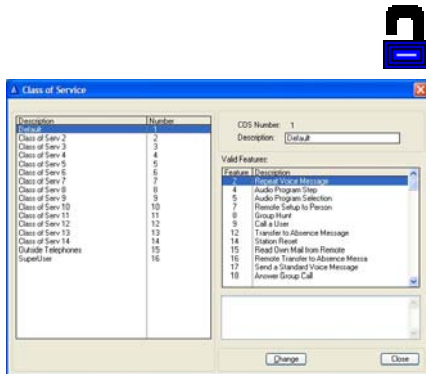 Class of Service
Description Number
Default 1
Class of Serv 2 2
Class of Serv 3 3
Class of Serv 4 4
Class of Serv 5 5
Class of Serv 6 6
Class of Serv 7 7
Class of Serv 8 8
Class of Serv 9 9
Class of Serv 10 10
Class of Serv 11 11
Class of Serv 12 12
Class of Serv 13 13
Class of Serv 14 14
Outside Telephones 15
SuperUser 16
COS Number: 1
Description: Default
Valid Features:
Feature Description
2 Repeat Voice Message
4 Audio Program Step
5 Audio Program Selection
7 Remote Setup to Person
8 Group Hunt
9 Call a User
12 Transfer to Absence Message
14 Station Reset
15 Read Own Mail from Remote
16 Remote Transfer to Absence Messa
17 Send a Standard Voice Message
18 Answer Group Call
Change Close